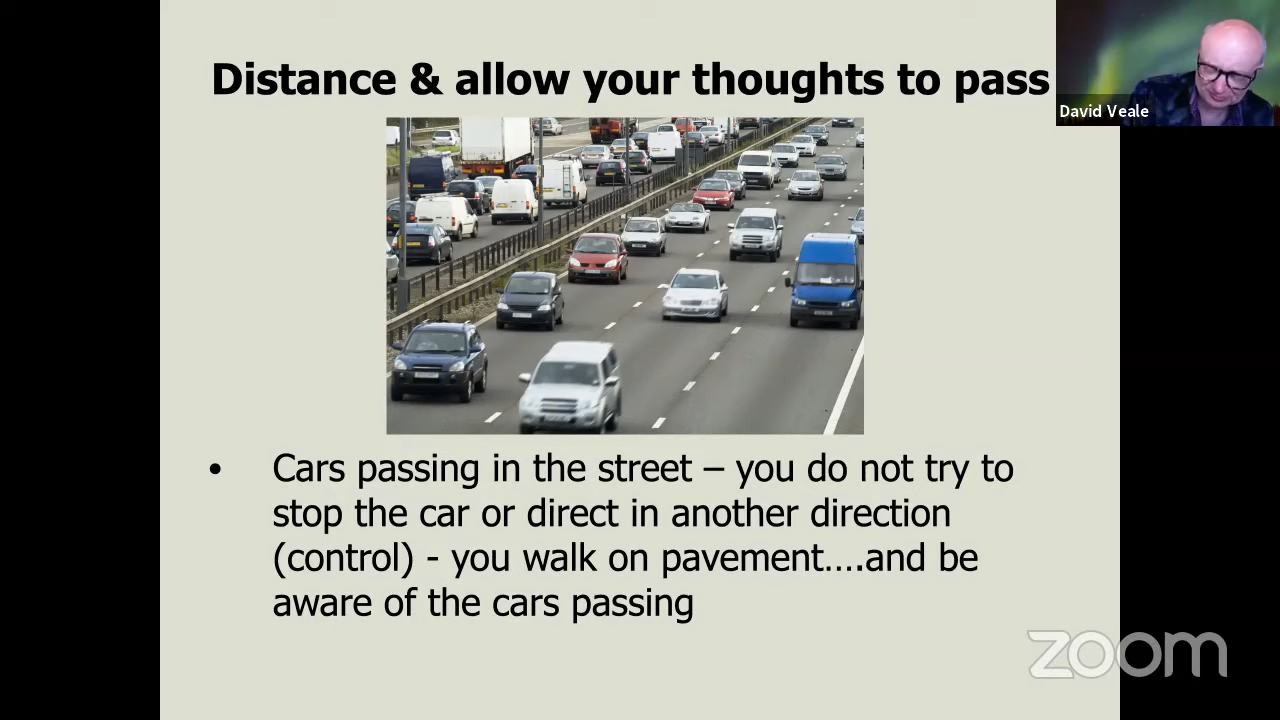 Distance & allow your thoughts to pass
David Veale
• Cars passing in the street – you do not try to
stop the car or direct in another direction
(control) - you walk on pavement….and be
aware of the cars passing
zoom